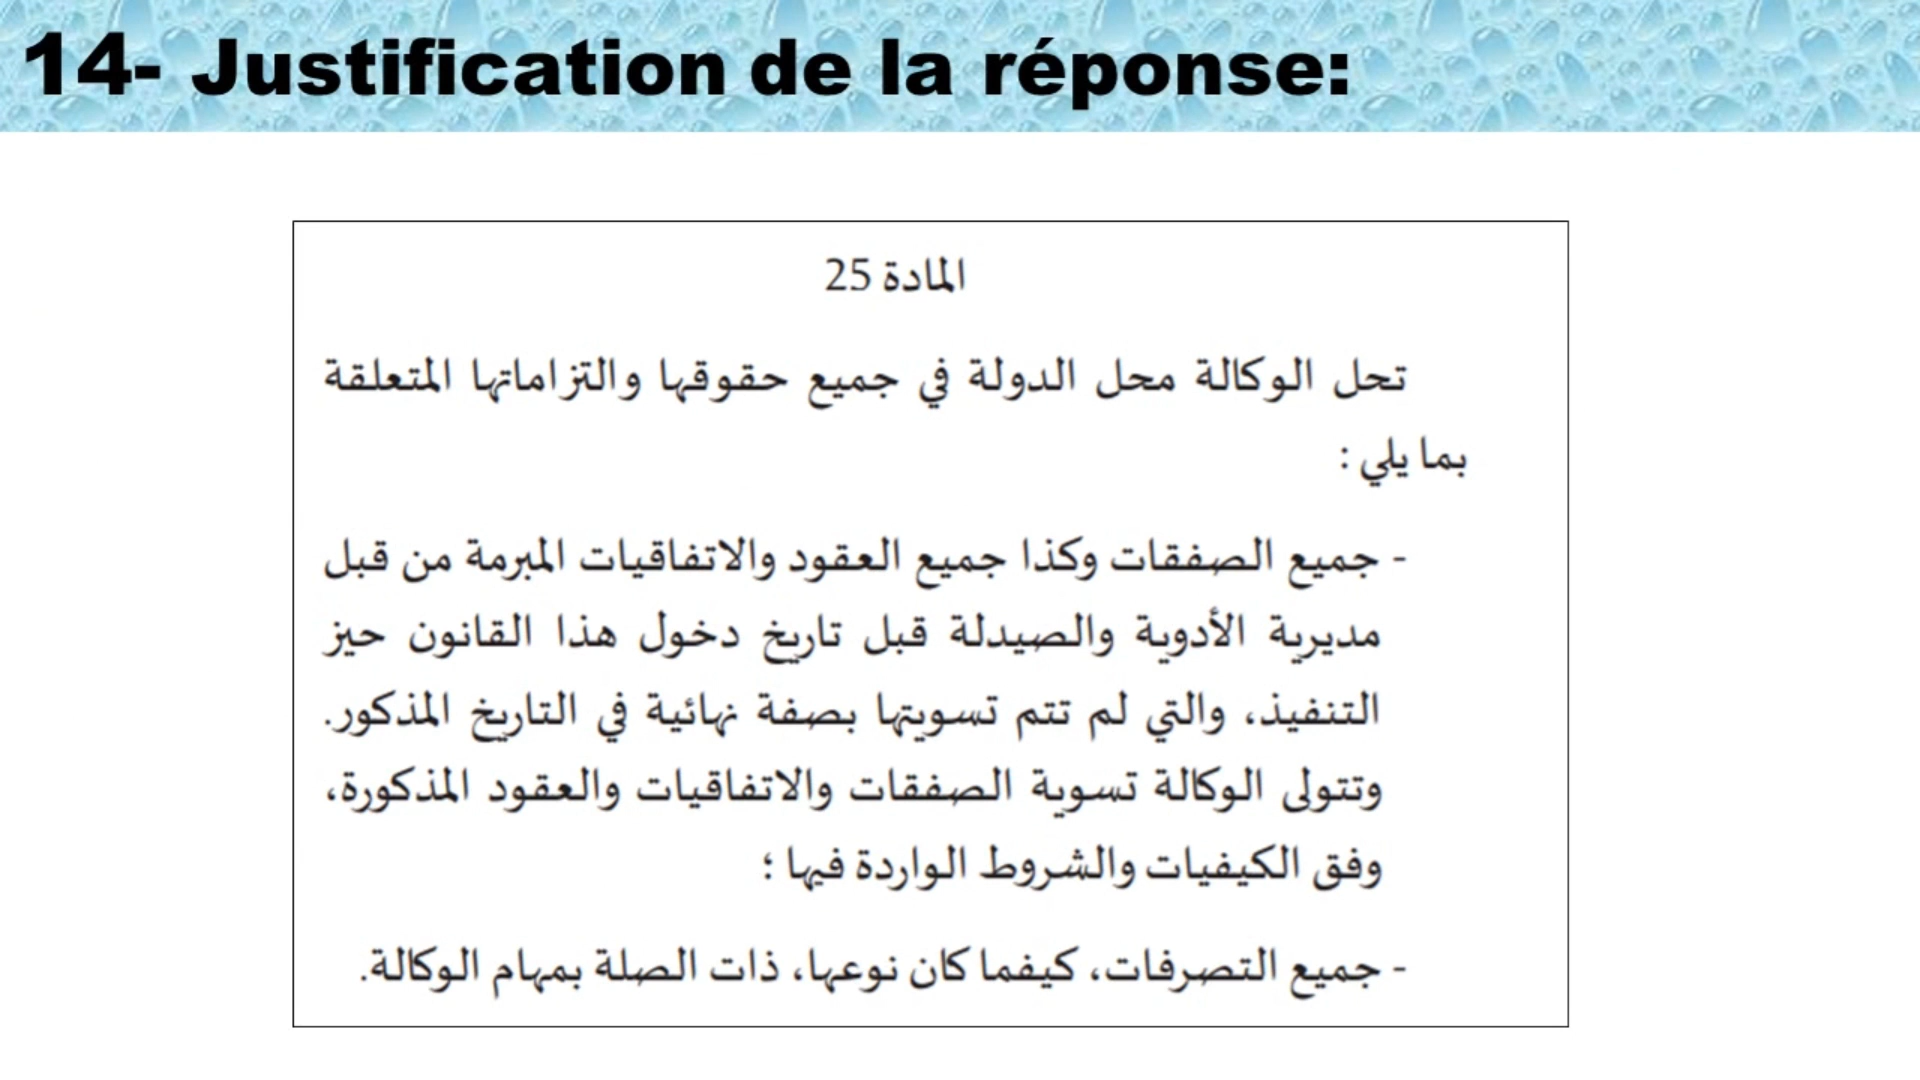 14- Justification de la réponse:
المادة 25
تحل الوكالة محل الدولة في جميع حقوقها والتزاماتها المتعلقة
بما يلي :
- جميع الصفقات وكذا جميع العقود والاتفاقيات المبرمة من قبل
مديرية الأدوية والصيدلة قبل تاريخ دخول هذا القانون حيز
التنفيذ، والتي لم تتم تسويتها بصفة نهائية في التاريخ المذكور.
وتتولى الوكالة تسوية الصفقات والاتفاقيات والعقود المذكورة،
وفق الكيفيات والشروط الواردة فيها ؛
- جميع التصرفات، كيفما كان نوعها، ذات الصلة بمهام الوكالة.